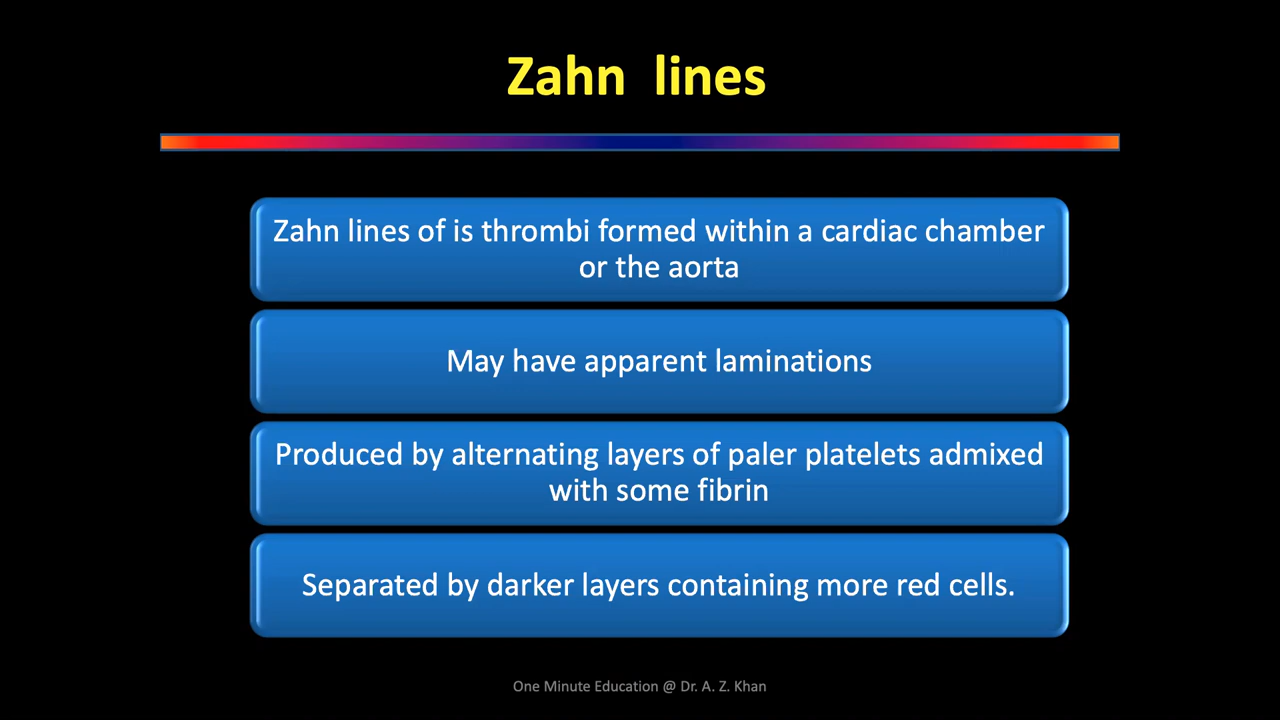 Zahn lines
Zahn lines of is thrombi formed within a cardiac chamber
or the aorta
May have apparent laminations
Produced by alternating layers of paler platelets admixed
with some fibrin
Separated by darker layers containing more red cells.
One Minute Education @ Dr. A. Z. Khan